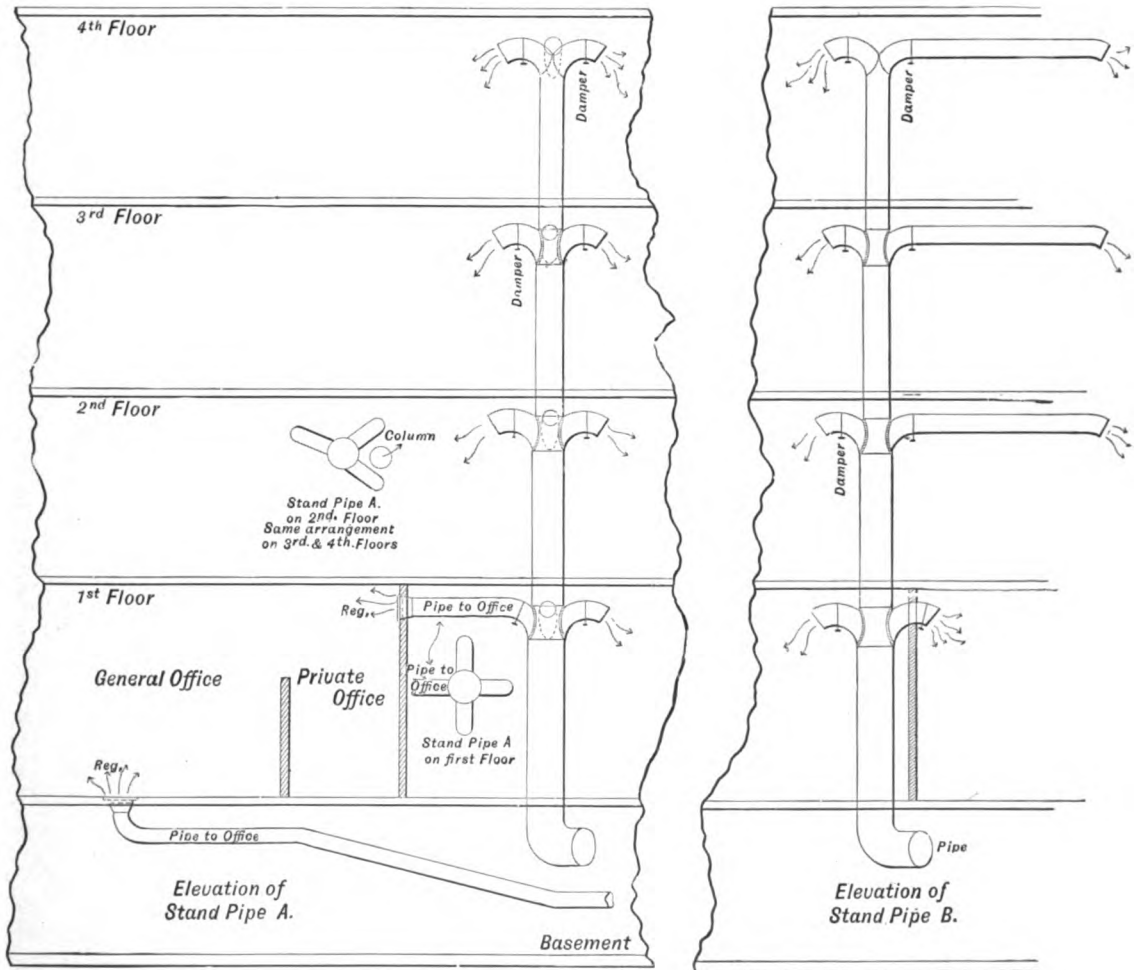 4th Floor
Damper
Damper
3rd Floor
Damper
2nd Floor
Column
Stand Pipe A.
on 2nd. Floor
Same arrangement
on 3rd. & 4th. Floors
Damper
1st Floor
Reg.
Pipe to Office
General Office
Private
Office
Pipe to
Office
Stand Pipe A
on first Floor
Reg.
Pipe to Office
Pipe
Elevation of
Stand Pipe A.
Elevation of
Stand Pipe B.
Basement